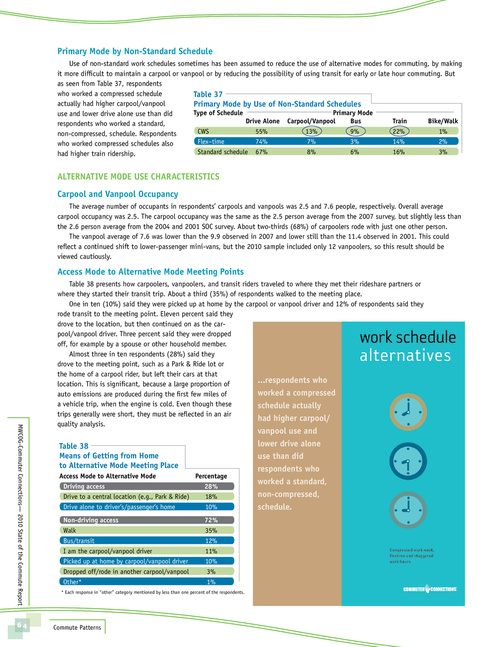 Primary Mode by Non-Standard Schedule
Use of non-standard work schedules sometimes has been assumed to reduce the use of alternative modes for commuting, by making
it more difficult to maintain a carpool or vanpool or by reducing the possibility of using transit for early or late hour commuting. But
as seen from Table 37, respondents
who worked a compressed schedule
actually had higher carpool/vanpool
use and lower drive alone use than did
respondents who worked a standard,
non-compressed, schedule. Respondents
who worked compressed schedules also
had higher train ridership.
Table 37
Primary Mode by Use of Non-Standard Schedules
Type of Schedule Primary Mode
Drive Alone Carpool/Vanpool Bus Train Bike/Walk
CWS 55% 13% 9% 22% 1%
Flex-time 74% 7% 3% 14% 2%
Standard schedule 67% 8% 6% 16% 3%
ALTERNATIVE MODE USE CHARACTERISTICS
Carpool and Vanpool Occupancy
The average number of occupants in respondents' carpools and vanpools was 2.5 and 7.6 people, respectively. Overall average
carpool occupancy was 2.5. The carpool occupancy was the same as the 2.5 person average from the 2007 survey, but slightly less than
the 2.6 person average from the 2004 and 2001 SOC survey. About two-thirds (68%) of carpoolers rode with just one other person.
The vanpool average of 7.6 was lower than the 9.9 observed in 2007 and lower still than the 11.4 observed in 2001. This could
reflect a continued shift to lower-passenger mini-vans, but the 2010 sample included only 12 vanpoolers, so this result should be
viewed cautiously.
Access Mode to Alternative Mode Meeting Points
Table 38 presents how carpoolers, vanpoolers, and transit riders traveled to where they met their rideshare partners or
where they started their transit trip. About a third (35%) of respondents walked to the meeting place.
One in ten (10%) said they were picked up at home by the carpool or vanpool driver and 12% of respondents said they
rode transit to the meeting point. Eleven percent said they
drove to the location, but then continued on as the car-
pool/vanpool driver. Three percent said they were dropped
off, for example by a spouse or other household member.
Almost three in ten respondents (28%) said they
drove to the meeting point, such as a Park & Ride lot or
the home of a carpool rider, but left their cars at that
location. This is significant, because a large proportion of
auto emissions are produced during the first few miles of
a vehicle trip, when the engine is cold. Even though these
trips generally were short, they must be reflected in an air
quality analysis.
Table 38
Means of Getting from Home
to Alternative Mode Meeting Place
Access Mode to Alternative Mode Percentage
Driving access 28%
Drive to a central location (e.g., Park & Ride) 18%
Drive alone to driver's/passenger's home 10%
Non-driving access 72%
Walk 35%
Bus/transit 12%
I am the carpool/vanpool driver 11%
Picked up at home by carpool/vanpool driver 10%
Dropped off/rode in another carpool/vanpool 3%
Other* 1%
* Each response in "other" category mentioned by less than one percent of the respondents.
...respondents who
worked a compressed
schedule actually
had higher carpool/
vanpool use and
lower drive alone
use than did
respondents who
worked a standard,
non-compressed,
schedule.
work schedule
alternatives
Compressed work week,
flextime and staggered
work hours
COMMUTER CONNECTIONS
MWCOG-Commuter Connections— 2010 State of the Commute Report
64
Commute Patterns